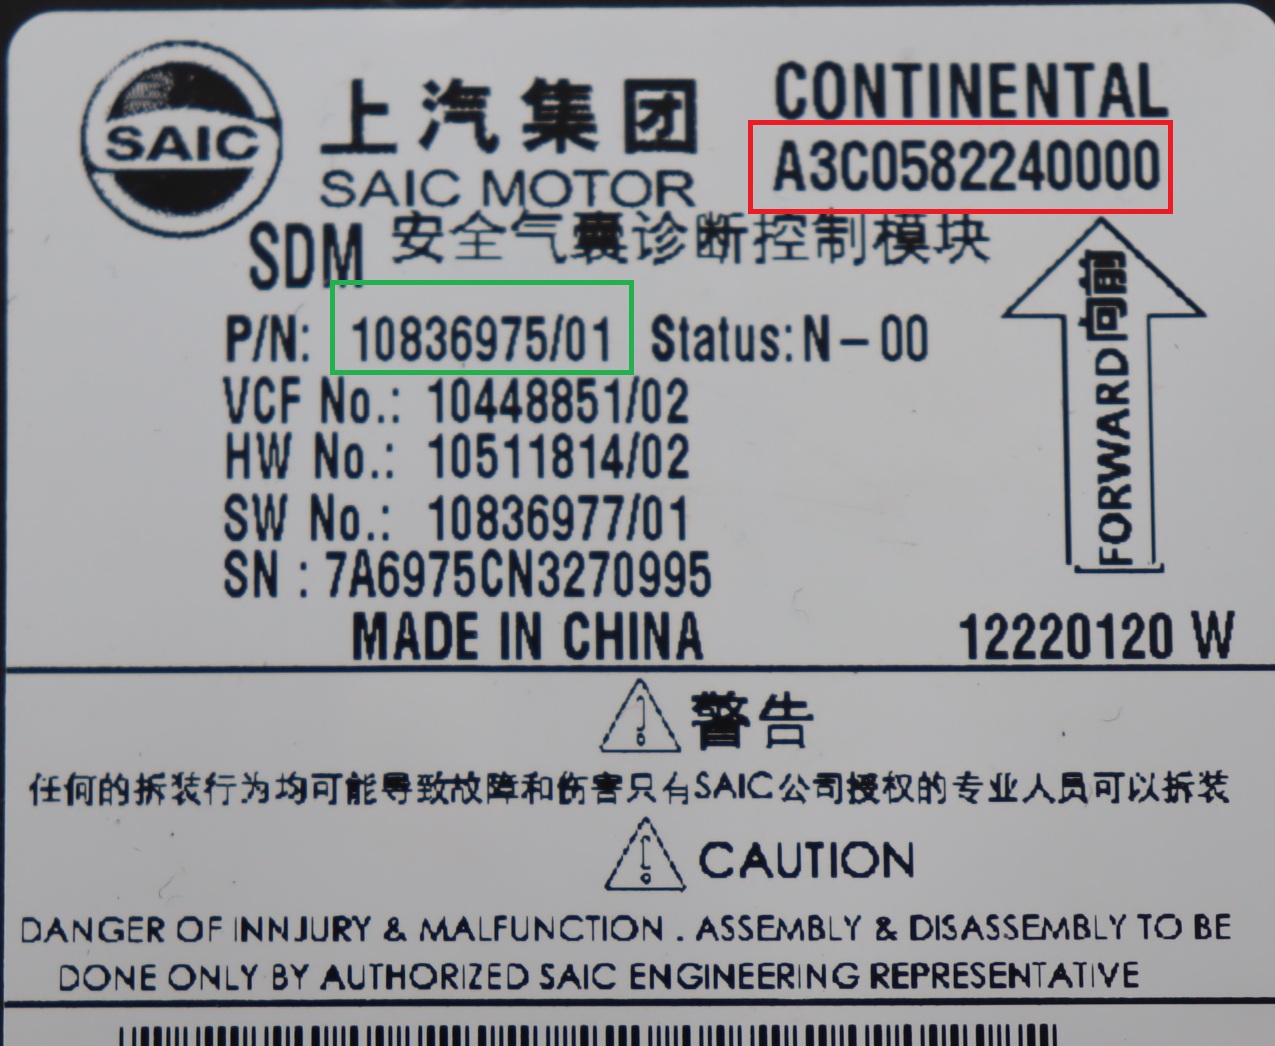 SAIC
上汽集团
SAIC MOTOR
CONTINENTAL
A3C0582240000
SDM 安全气囊诊断控制模块
P/N: 10836975/01 Status: N-00
VCF No.: 10448851/02
HW No.: 10511814/02
SW No.: 10836977/01
SN : 7A6975CN3270995
MADE IN CHINA
FORWARD 向前
12220120 W
警告
任何的拆装行为均可能导致故障和伤害只有SAIC公司授权的专业人员可以拆装
CAUTION
DANGER OF INNJURY & MALFUNCTION . ASSEMBLY & DISASSEMBLY TO BE
DONE ONLY BY AUTHORIZED SAIC ENGINEERING REPRESENTATIVE